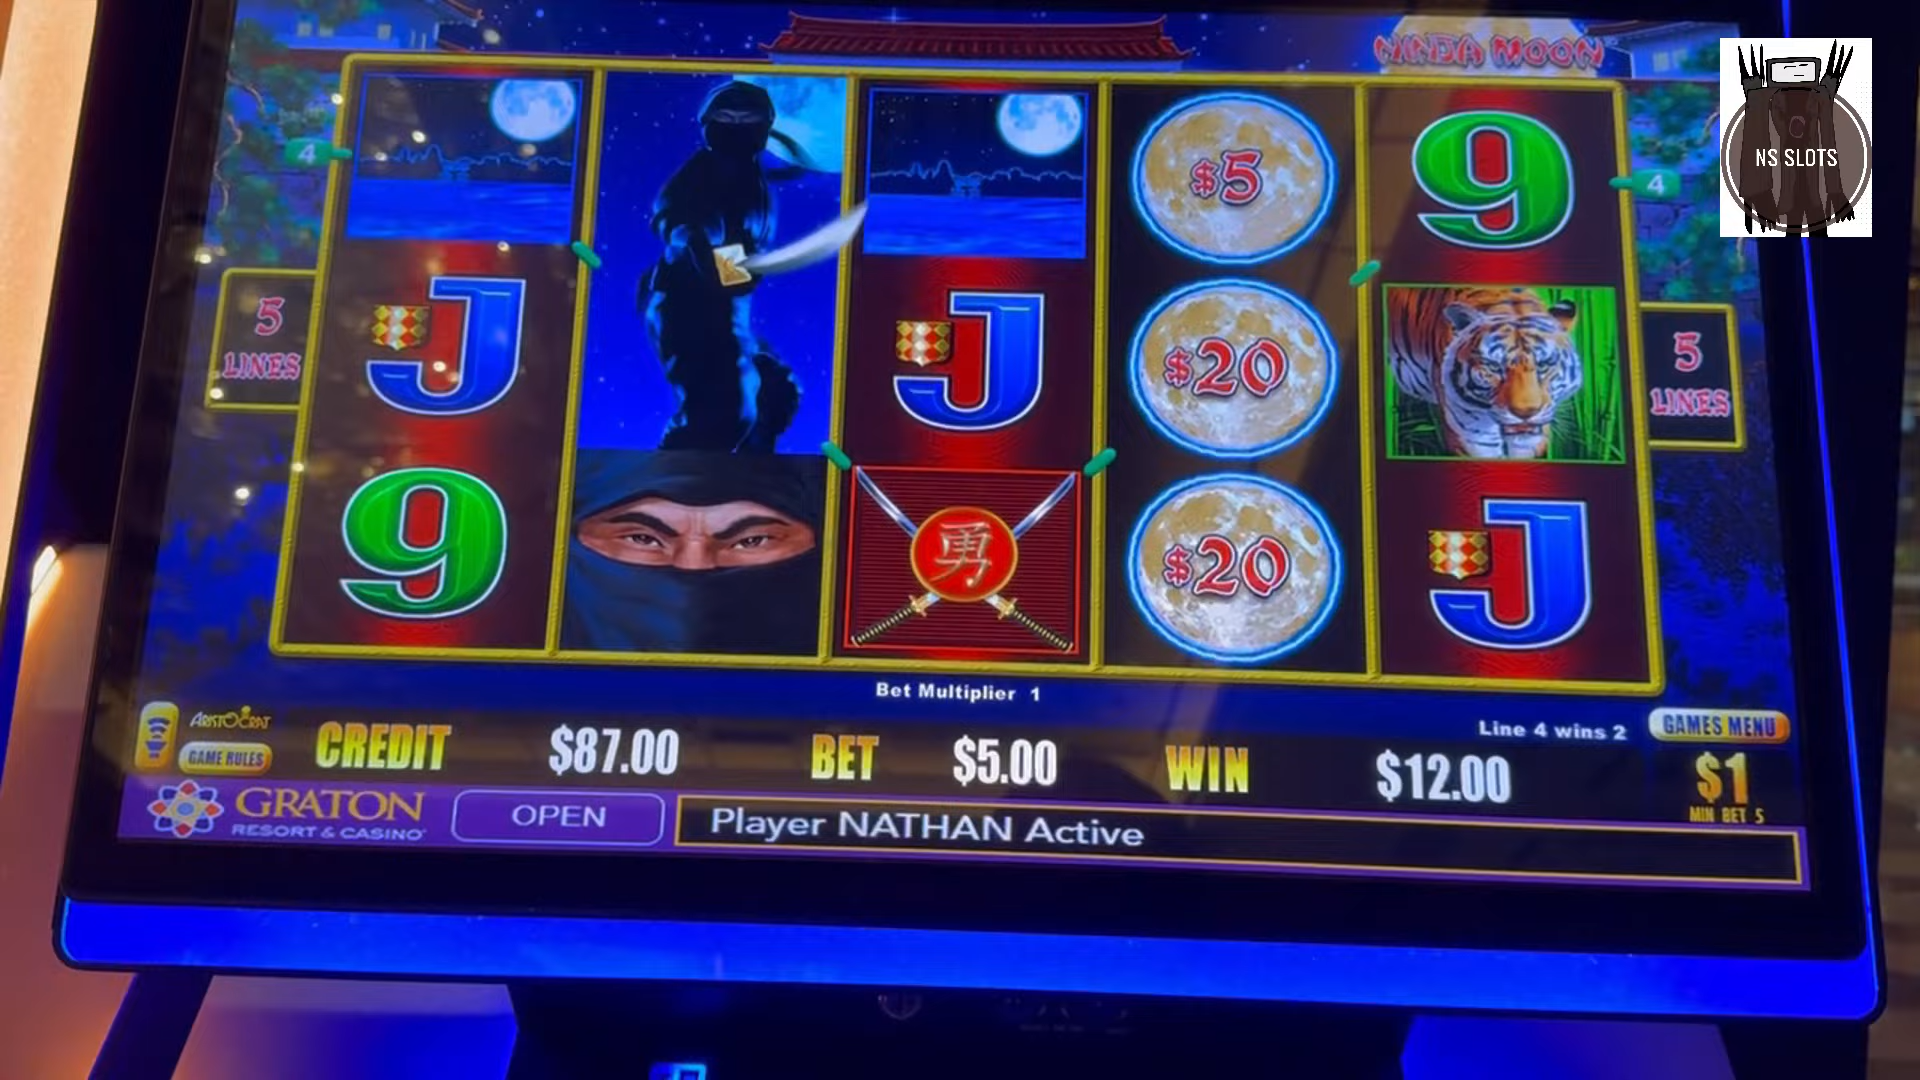 NINJA MOON
NS SLOTS
4
4
$5
9
5
LINES
J
J
$20
5
LINES
9
勇
$20
J
Bet Multiplier 1
Line 4 wins 2
GAMES MENU
ARISTOCRAT
GAME RULES
CREDIT
$87.00
BET
$5.00
WIN
$12.00
$1
MIN BET 5
GRATON
RESORT & CASINO
OPEN
Player NATHAN Active